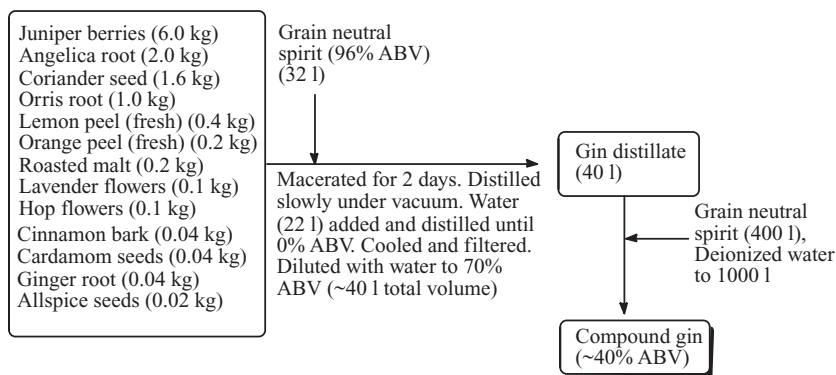 Juniper berries (6.0 kg)
Angelica root (2.0 kg)
Coriander seed (1.6 kg)
Orris root (1.0 kg)
Lemon peel (fresh) (0.4 kg)
Orange peel (fresh) (0.2 kg)
Roasted malt (0.2 kg)
Lavender flowers (0.1 kg)
Hop flowers (0.1 kg)
Cinnamon bark (0.04 kg)
Cardamom seeds (0.04 kg)
Ginger root (0.04 kg)
Allspice seeds (0.02 kg)
Grain neutral
spirit (96% ABV)
(32 l)
Macerated for 2 days. Distilled
slowly under vacuum. Water
(22 l) added and distilled until
0% ABV. Cooled and filtered.
Diluted with water to 70%
ABV (~40 l total volume)
Gin distillate
(40 l)
Grain neutral
spirit (400 l),
Deionized water
to 1000 l
Compound gin
(~40% ABV)